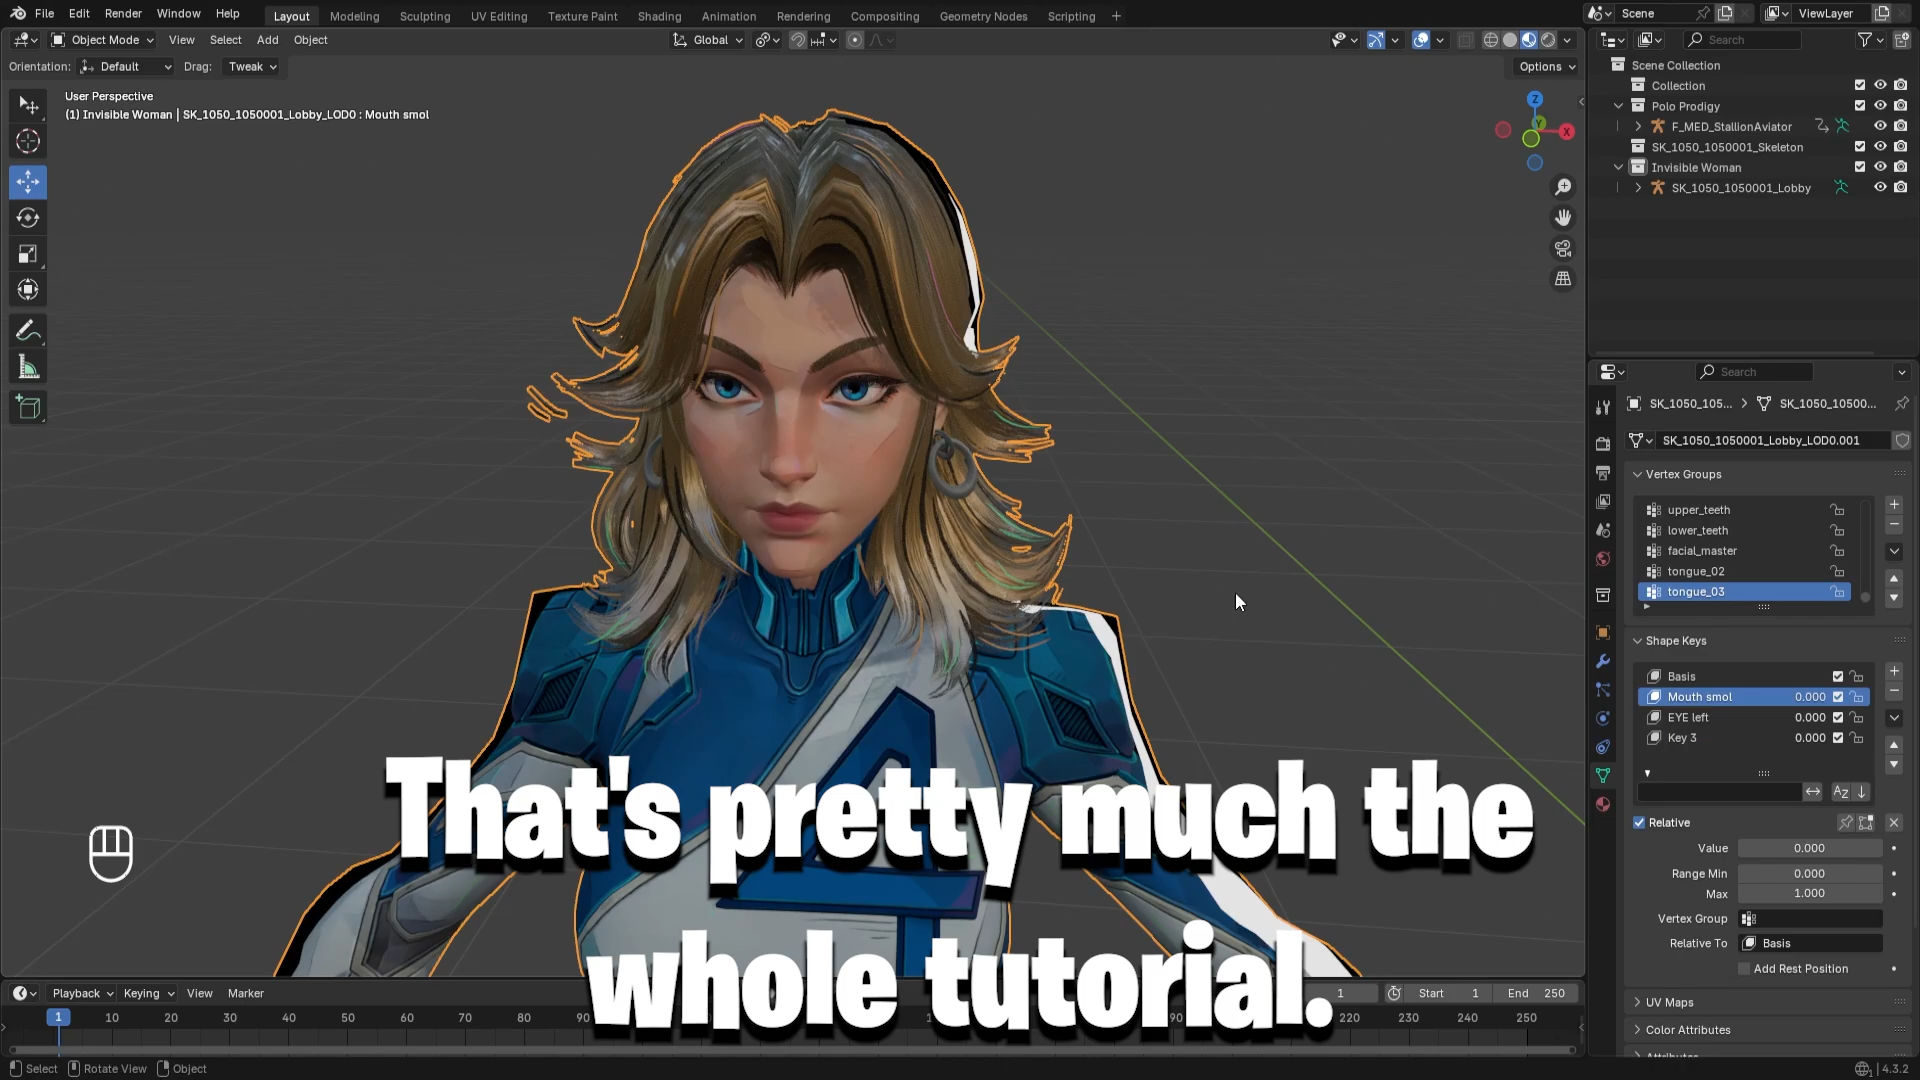 File Edit Render Window Help Layout Modeling Sculpting UV Editing Texture Paint Shading Animation Rendering Compositing Geometry Nodes Scripting + Scene ViewLayer
Object Mode View Select Add Object Global Search
Orientation: Default Drag: Tweak Options
User Perspective
(1) Invisible Woman | SK_1050_1050001_Lobby_LOD0 : Mouth smol
Z
Y
X
Scene Collection
Collection
Polo Prodigy
F_MED_StallionAviator
SK_1050_1050001_Skeleton
Invisible Woman
SK_1050_1050001_Lobby
Search
SK_1050_105... > SK_1050_10500...
SK_1050_1050001_Lobby_LOD0.001
Vertex Groups
upper_teeth
lower_teeth
facial_master
tongue_02
tongue_03
Shape Keys
Basis
Mouth smol 0.000
EYE left 0.000
Key 3 0.000
Relative
Value 0.000
Range Min 0.000
Max 1.000
Vertex Group
Relative To Basis
Add Rest Position
UV Maps
Color Attributes
That's pretty much the
whole tutorial.
Playback Keying View Marker 1 Start 1 End 250
1 10 20 30 40 50 60 70 80 220 230 240 250
Select Rotate View Object 4.3.2